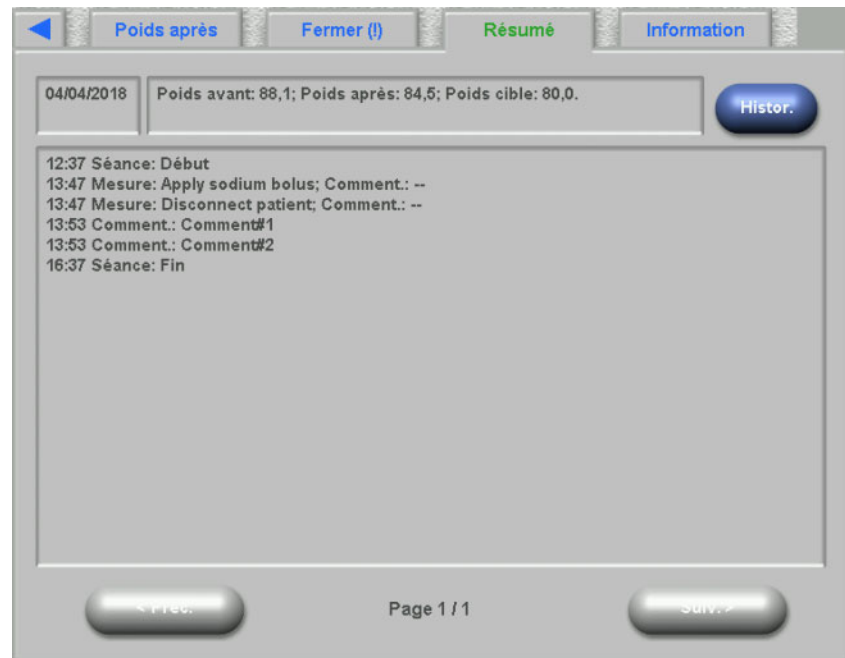 Poids après
Fermer (!)
Résumé
Information
04/04/2018
Poids avant: 88,1; Poids après: 84,5; Poids cible: 80,0.
Histor.
12:37 Séance: Début
13:47 Mesure: Apply sodium bolus; Comment.: --
13:47 Mesure: Disconnect patient; Comment.: --
13:53 Comment.: Comment#1
13:53 Comment.: Comment#2
16:37 Séance: Fin
< Préc.
Page 1 / 1
Suiv. >